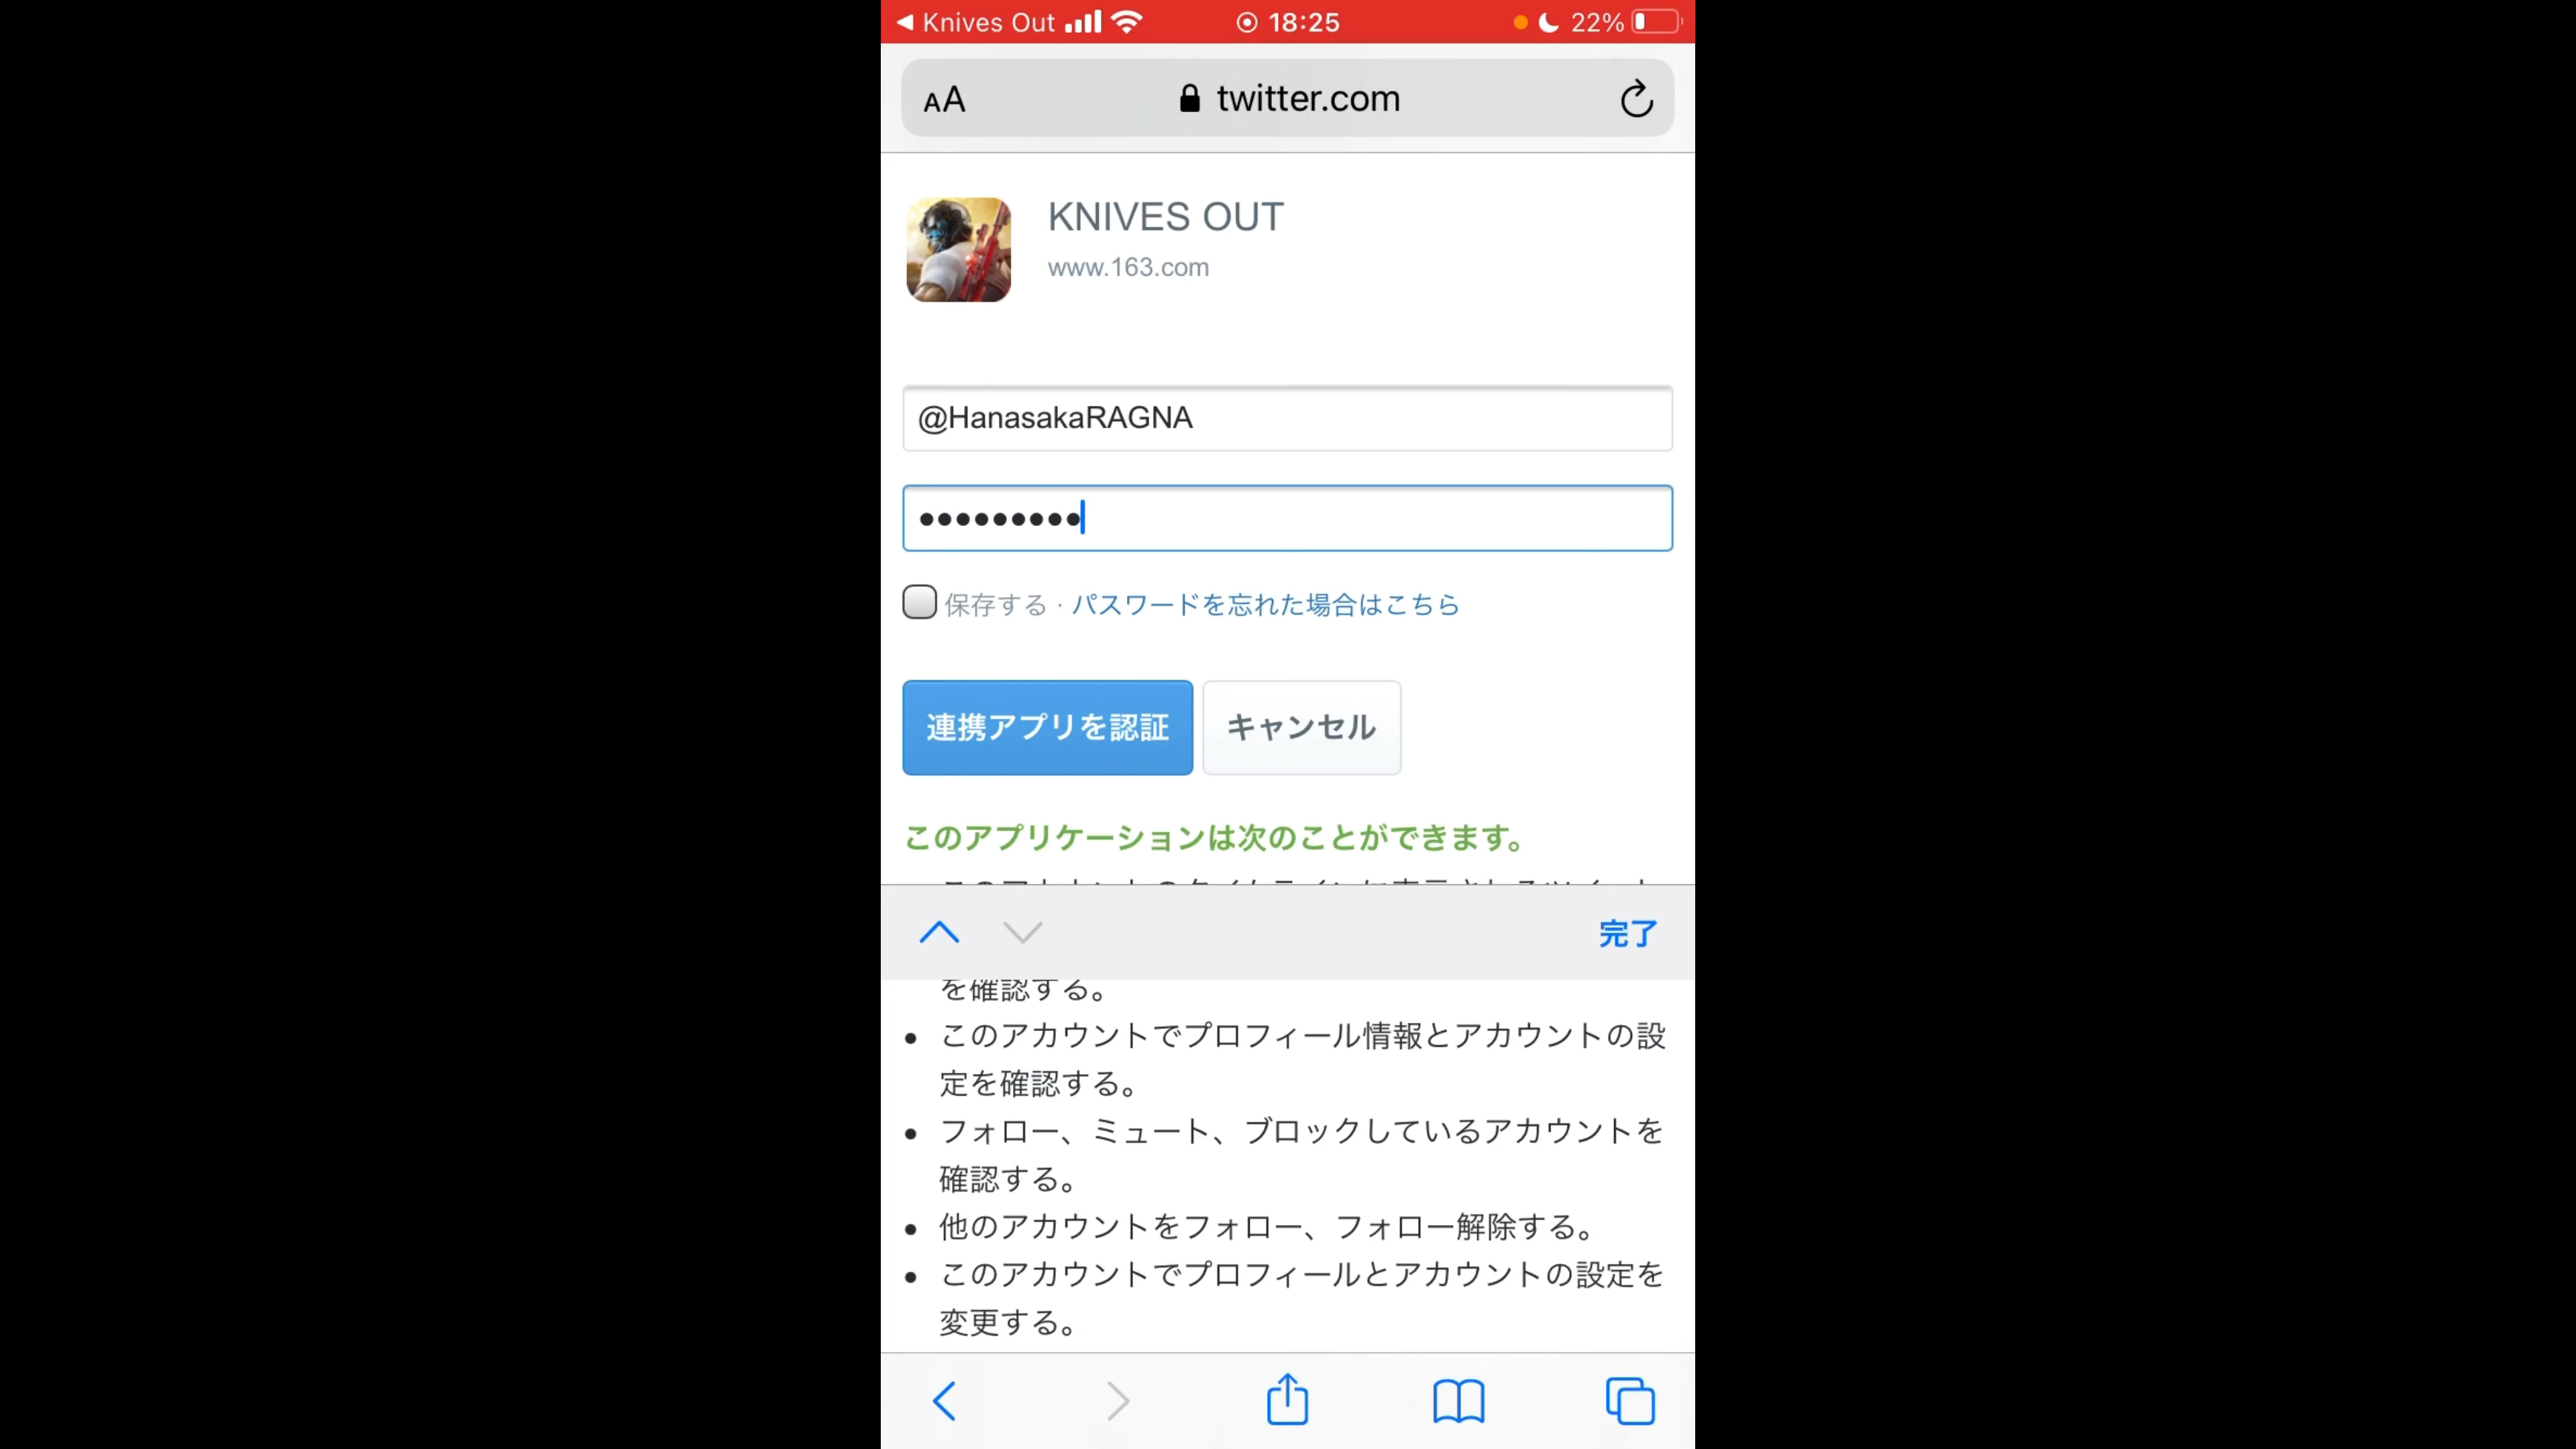 Knives Out
18:25
22%
AA
twitter.com
KNIVES OUT
www.163.com
@HanasakaRAGNA
●●●●●●●●●
保存する · パスワードを忘れた場合はこちら
連携アプリを認証
キャンセル
このアプリケーションは次のことができます。
完了
を確認する。
● このアカウントでプロフィール情報とアカウントの設
定を確認する。
● フォロー、ミュート、ブロックしているアカウントを
確認する。
● 他のアカウントをフォロー、フォロー解除する。
● このアカウントでプロフィールとアカウントの設定を
変更する。